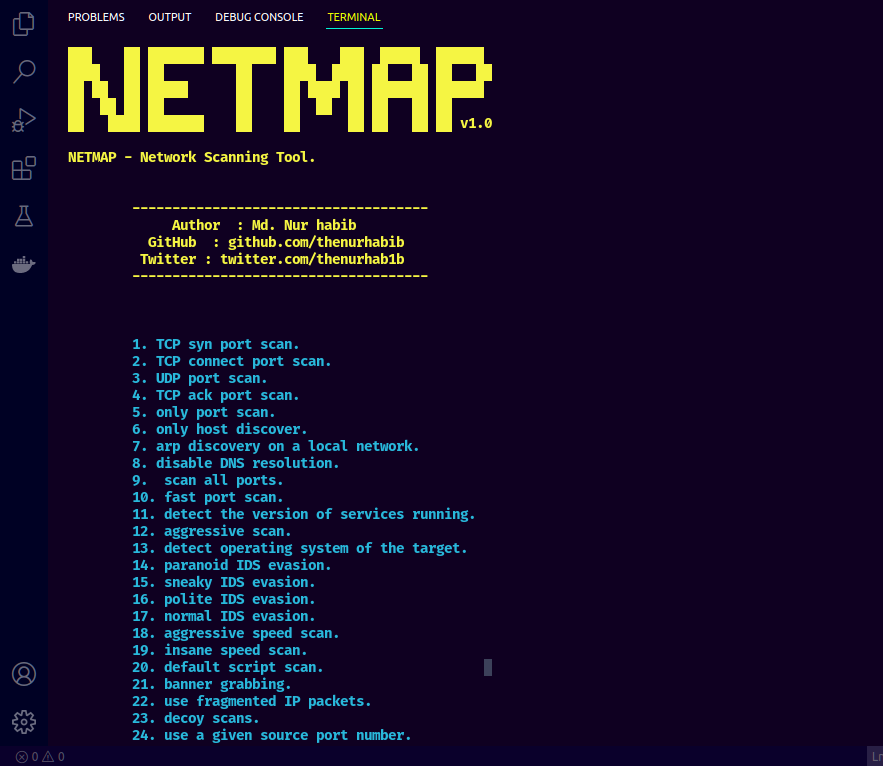 PROBLEMS OUTPUT DEBUG CONSOLE TERMINAL
NETMAP v1.0
NETMAP - Network Scanning Tool.
-------------------------------------
Author  : Md. Nur habib
GitHub  : github.com/thenurhabib
Twitter : twitter.com/thenurhab1b
-------------------------------------
1. TCP syn port scan.
2. TCP connect port scan.
3. UDP port scan.
4. TCP ack port scan.
5. only port scan.
6. only host discover.
7. arp discovery on a local network.
8. disable DNS resolution.
9.  scan all ports.
10. fast port scan.
11. detect the version of services running.
12. aggressive scan.
13. detect operating system of the target.
14. paranoid IDS evasion.
15. sneaky IDS evasion.
16. polite IDS evasion.
17. normal IDS evasion.
18. aggressive speed scan.
19. insane speed scan.
20. default script scan.
21. banner grabbing.
22. use fragmented IP packets.
23. decoy scans.
24. use a given source port number.
0 0 Ln